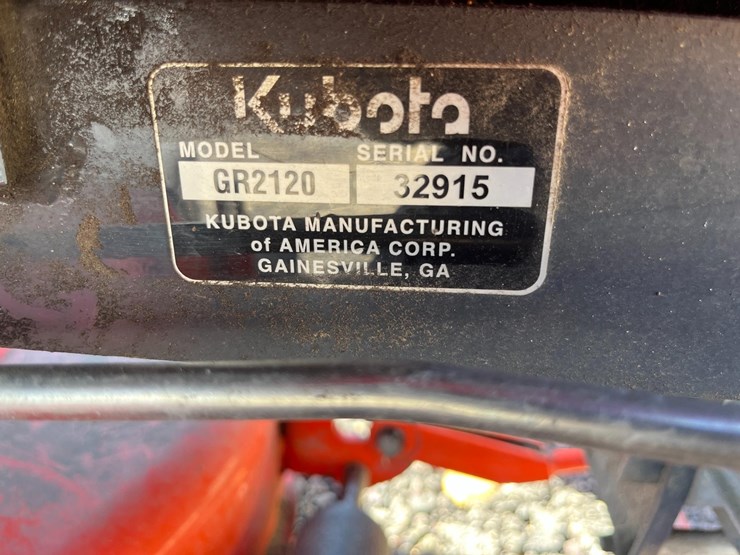 Kubota
MODEL SERIAL NO.
GR2120 32915
KUBOTA MANUFACTURING
of AMERICA CORP.
GAINESVILLE, GA